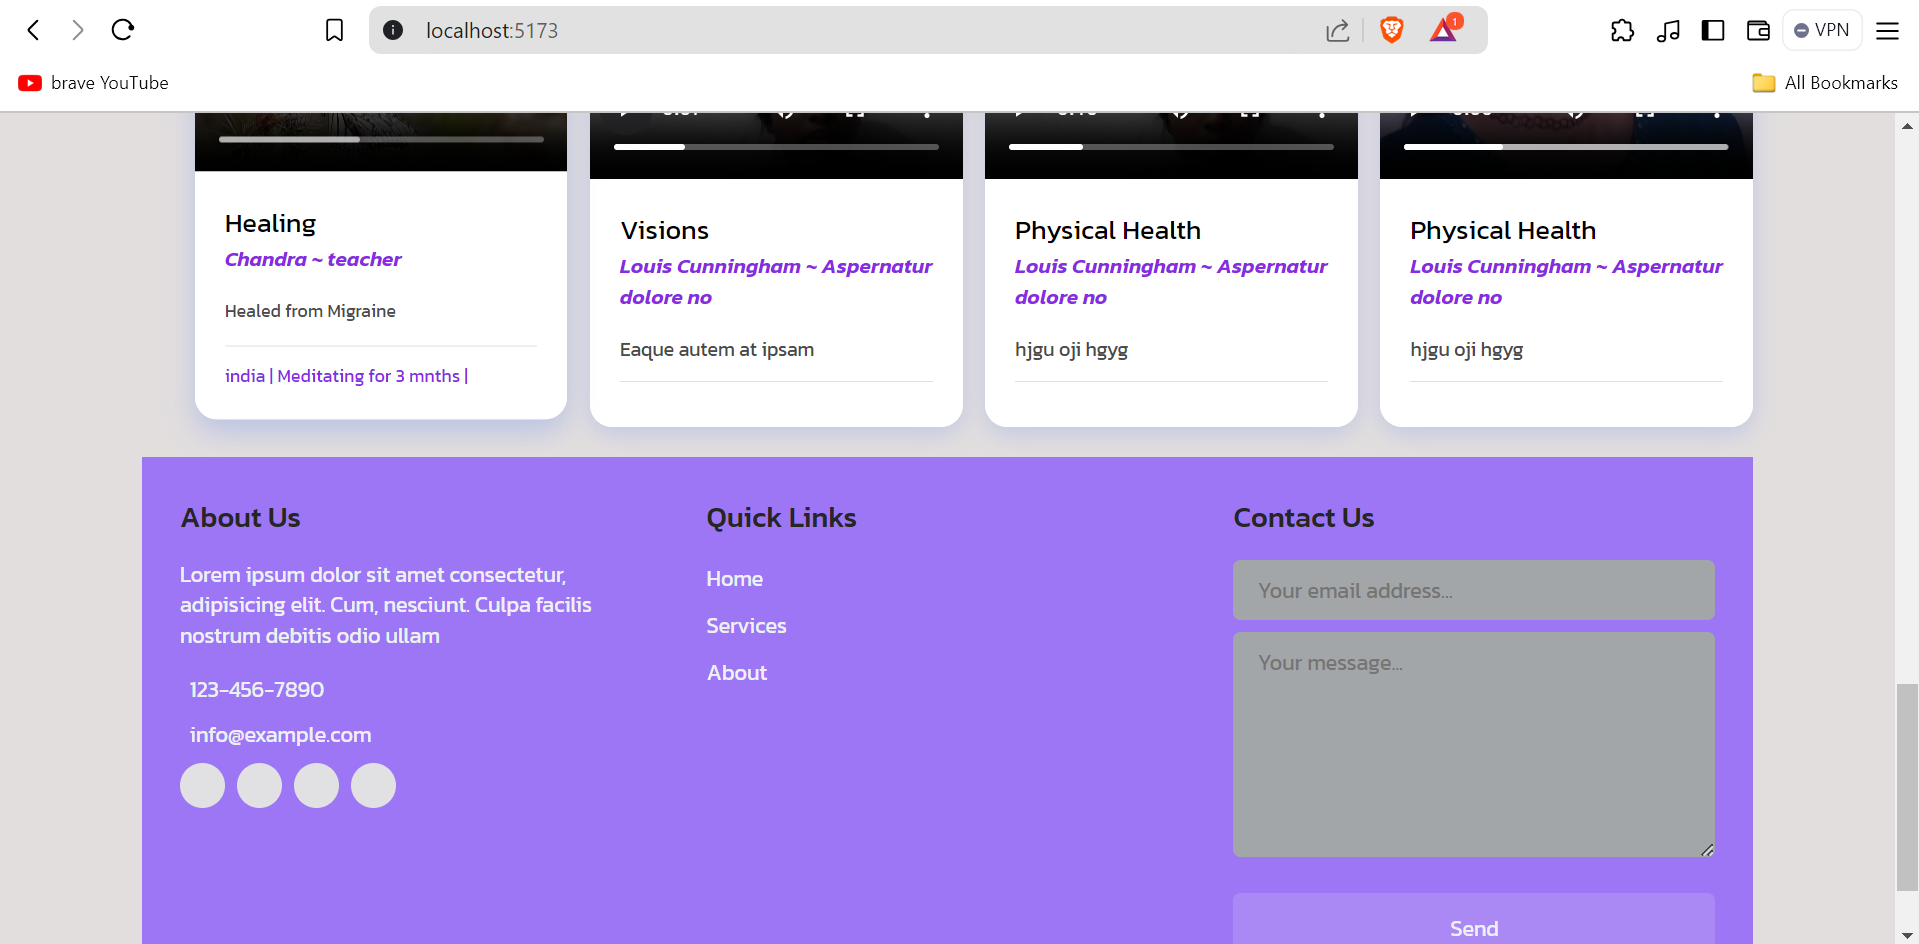 localhost:5173
1
VPN
brave YouTube
All Bookmarks
Healing
Chandra ~ teacher
Healed from Migraine
india | Meditating for 3 mnths |
Visions
Louis Cunningham ~ Aspernatur
dolore no
Eaque autem at ipsam
Physical Health
Louis Cunningham ~ Aspernatur
dolore no
hjgu oji hgyg
Physical Health
Louis Cunningham ~ Aspernatur
dolore no
hjgu oji hgyg
About Us
Lorem ipsum dolor sit amet consectetur,
adipisicing elit. Cum, nesciunt. Culpa facilis
nostrum debitis odio ullam
123-456-7890
info@example.com
Quick Links
Home
Services
About
Contact Us
Your email address...
Your message...
Send